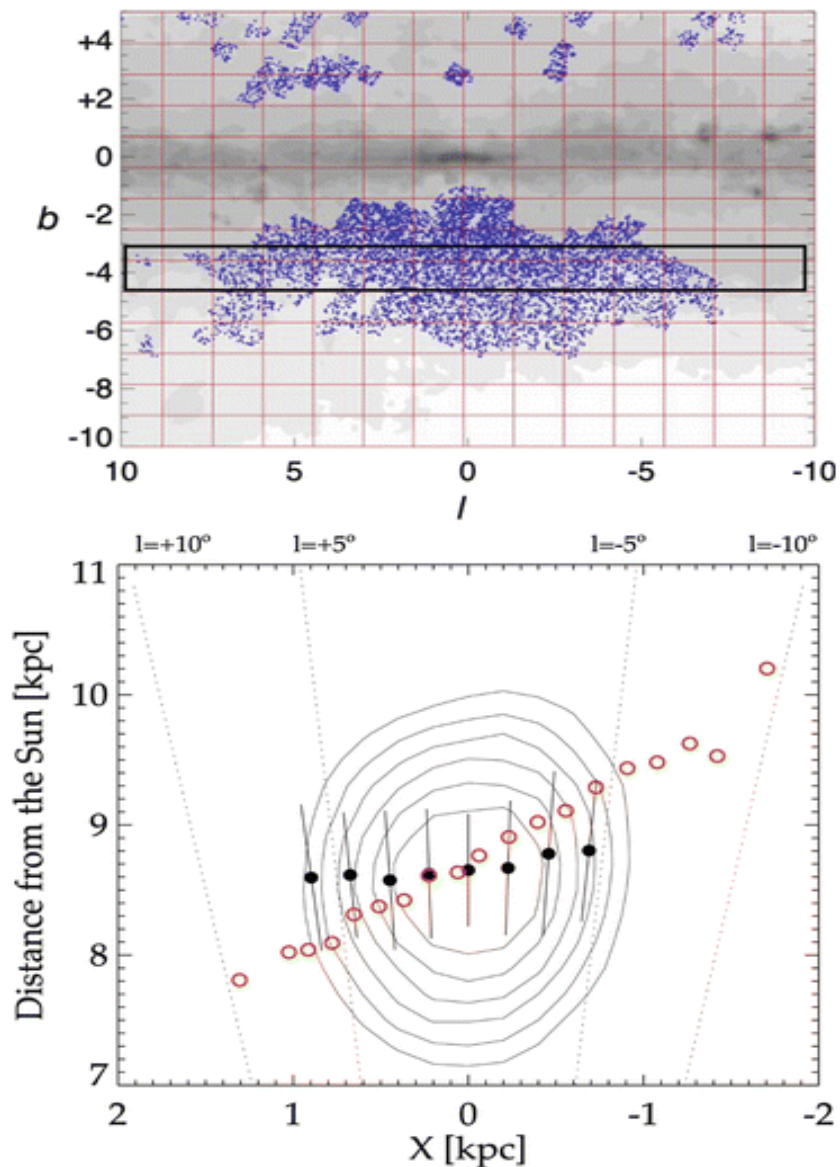 +4
+2
0
b
-2
-4
-6
-8
-10
10 5 0 -5 -10
l
l=+10° l=+5° l=-5° l=-10°
11
10
9
8
7
Distance from the Sun [kpc]
2 1 0 -1 -2
X [kpc]